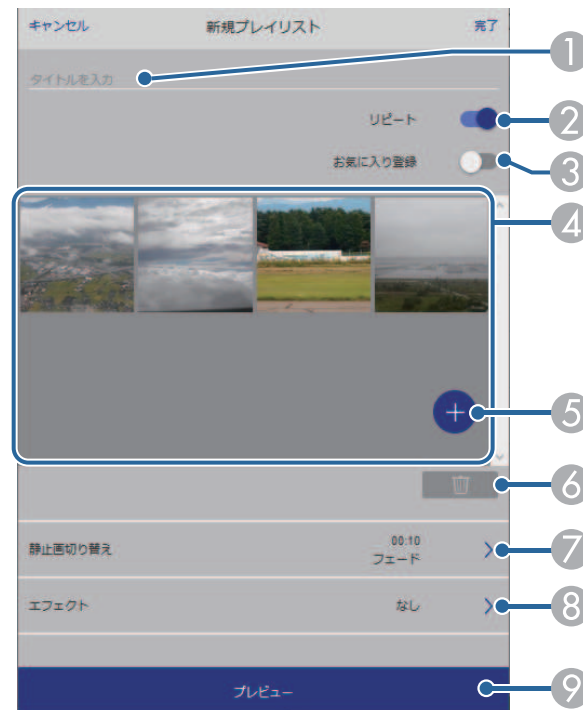 キャンセル 新規プレイリスト 完了
タイトルを入力 1
リピート 2
お気に入り登録 3
4
5
6
静止画切り替え 00:10 フェード 7
エフェクト なし 8
プレビュー 9